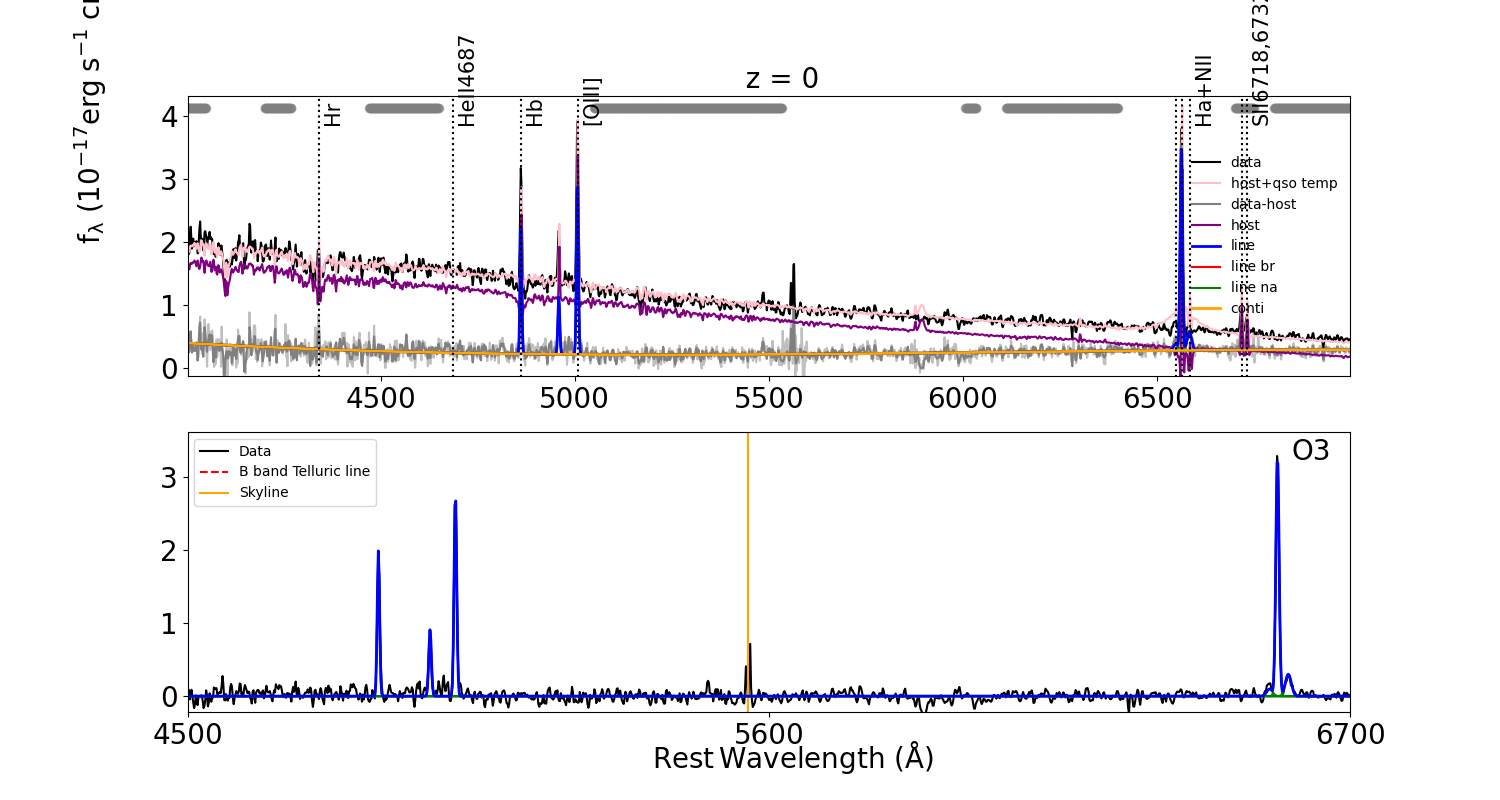 z = 0
Hr
HeII4687
Hb
[OIII]
Ha+NII
SII6718,6732
f_λ (10^{-17}erg s^{-1}
4
3
2
1
0
data
host+qso temp
data-host
host
line
line br
line na
conti
4500
5000
5500
6000
6500
Data
B band Telluric line
Skyline
O3
3
2
1
0
4500
5600
6700
Rest Wavelength (Å)